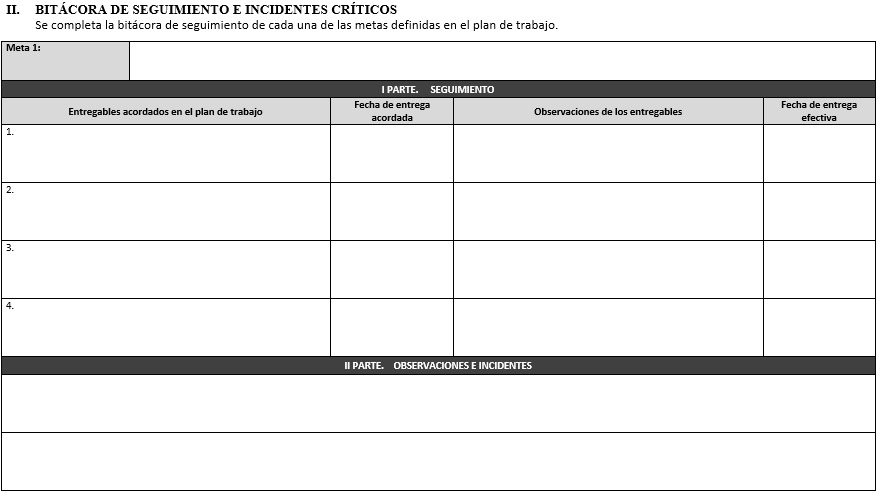 II. BITÁCORA DE SEGUIMIENTO E INCIDENTES CRÍTICOS
Se completa la bitácora de seguimiento de cada una de las metas definidas en el plan de trabajo.
Meta 1:
I PARTE. SEGUIMIENTO
Entregables acordados en el plan de trabajo
Fecha de entrega
acordada
Observaciones de los entregables
Fecha de entrega
efectiva
1.
2.
3.
4.
II PARTE. OBSERVACIONES E INCIDENTES